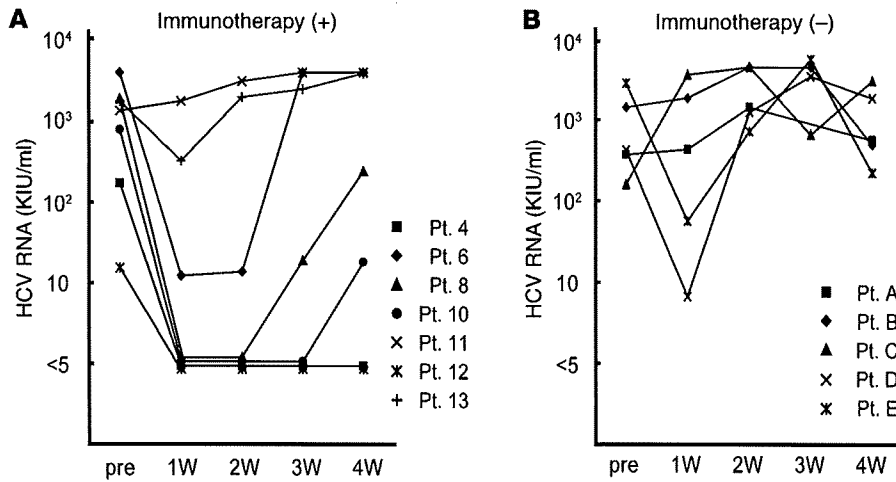 A
Immunotherapy (+)
HCV RNA (KIU/ml)
10⁴
10³
10²
10
<5
pre 1W 2W 3W 4W
Pt. 4
Pt. 6
Pt. 8
Pt. 10
Pt. 11
Pt. 12
Pt. 13
B
Immunotherapy (–)
HCV RNA (KIU/ml)
10⁴
10³
10²
10
<5
pre 1W 2W 3W 4W
Pt. A
Pt. B
Pt. C
Pt. D
Pt. E